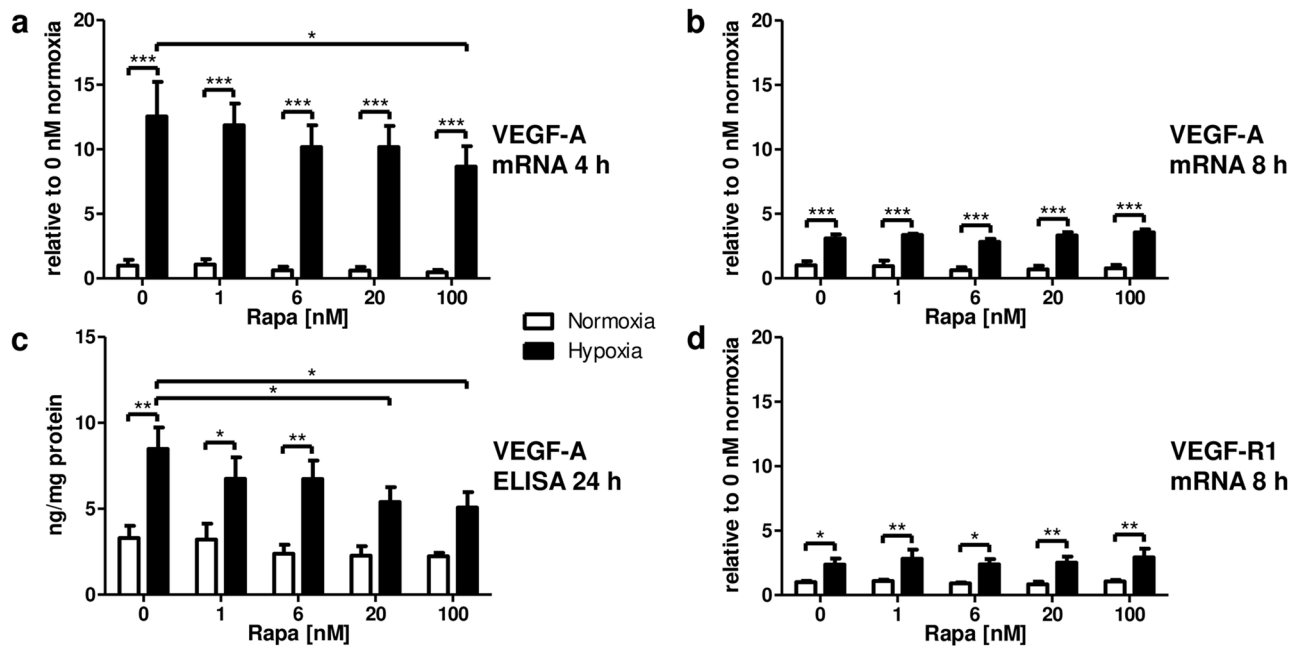 a
relative to 0 nM normoxia
20
15
10
5
0
*
***
***
***
***
***
0 1 6 20 100
Rapa [nM]
VEGF-A
mRNA 4 h
b
relative to 0 nM normoxia
20
15
10
5
0
***
***
***
***
***
0 1 6 20 100
Rapa [nM]
VEGF-A
mRNA 8 h
Normoxia
Hypoxia
c
ng/mg protein
15
10
5
0
*
*
**
*
**
0 1 6 20 100
Rapa [nM]
VEGF-A
ELISA 24 h
d
relative to 0 nM normoxia
20
15
10
5
0
*
**
*
**
**
0 1 6 20 100
Rapa [nM]
VEGF-R1
mRNA 8 h